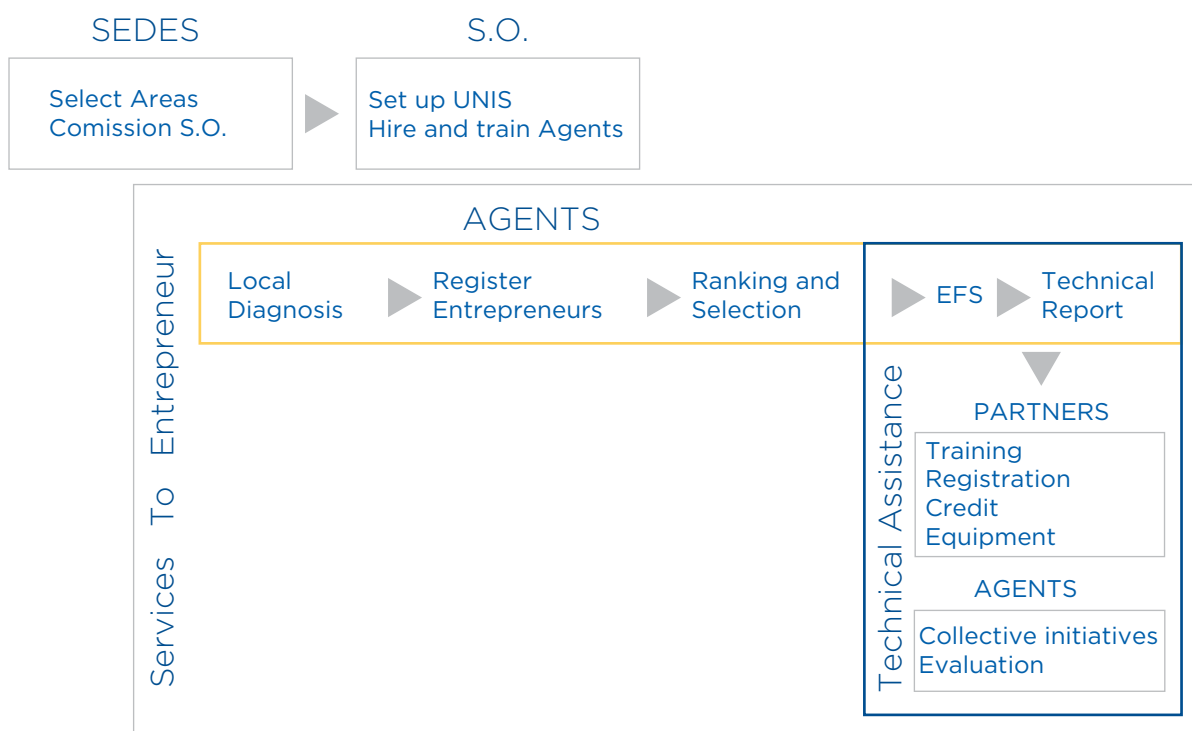 SEDES
Select Areas
Comission S.O.
S.O.
Set up UNIS
Hire and train Agents
Services To Entrepreneur
AGENTS
Local
Diagnosis
Register
Entrepreneurs
Ranking and
Selection
EFS
Technical
Report
Technical Assistance
PARTNERS
Training
Registration
Credit
Equipment
AGENTS
Collective initiatives
Evaluation